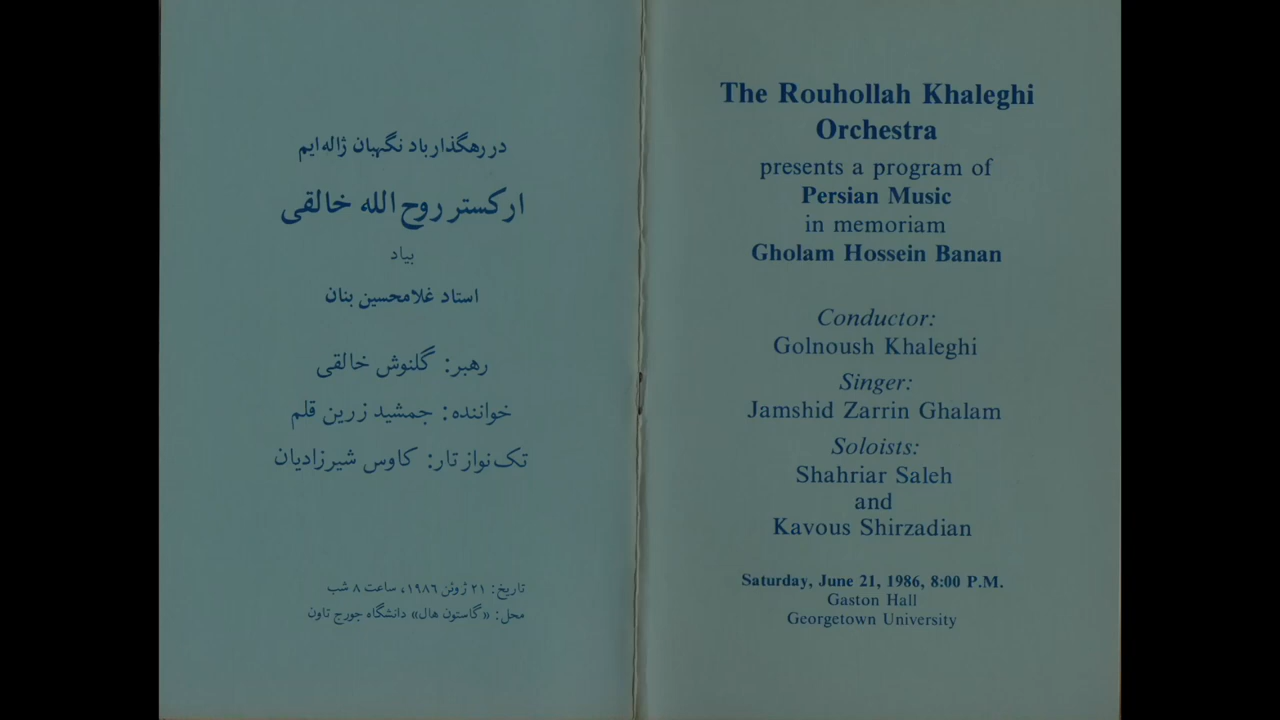 در رهگذار باد نگهبان ژاله‌ایم
ارکستر روح الله خالقی
بیاد
استاد غلامحسین بنان
رهبر: گلنوش خالقی
خواننده: جمشید زرین قلم
تک‌نواز تار: کاوس شیرزادیان
تاریخ: ۲۱ ژوئن ۱۹۸۶، ساعت ۸ شب
محل: «گاستون هال» دانشگاه جورج تاون
The Rouhollah Khaleghi
Orchestra
presents a program of
Persian Music
in memoriam
Gholam Hossein Banan
Conductor:
Golnoush Khaleghi
Singer:
Jamshid Zarrin Ghalam
Soloists:
Shahriar Saleh
and
Kavous Shirzadian
Saturday, June 21, 1986, 8:00 P.M.
Gaston Hall
Georgetown University